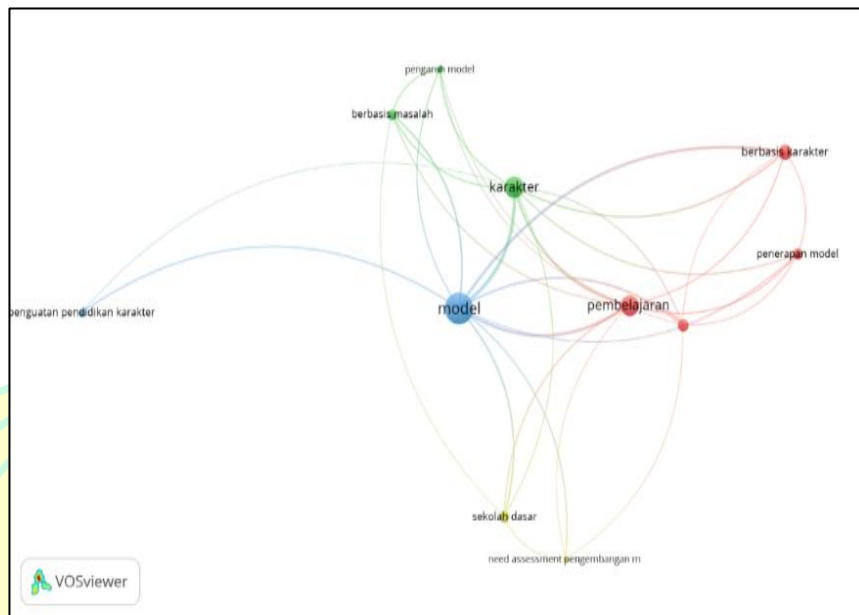 pengaruh model
berbasis masalah
berbasis karakter
karakter
penerapan model
model
pembelajaran
penguatan pendidikan karakter
sekolah dasar
need assessment pengembangan m
VOSviewer